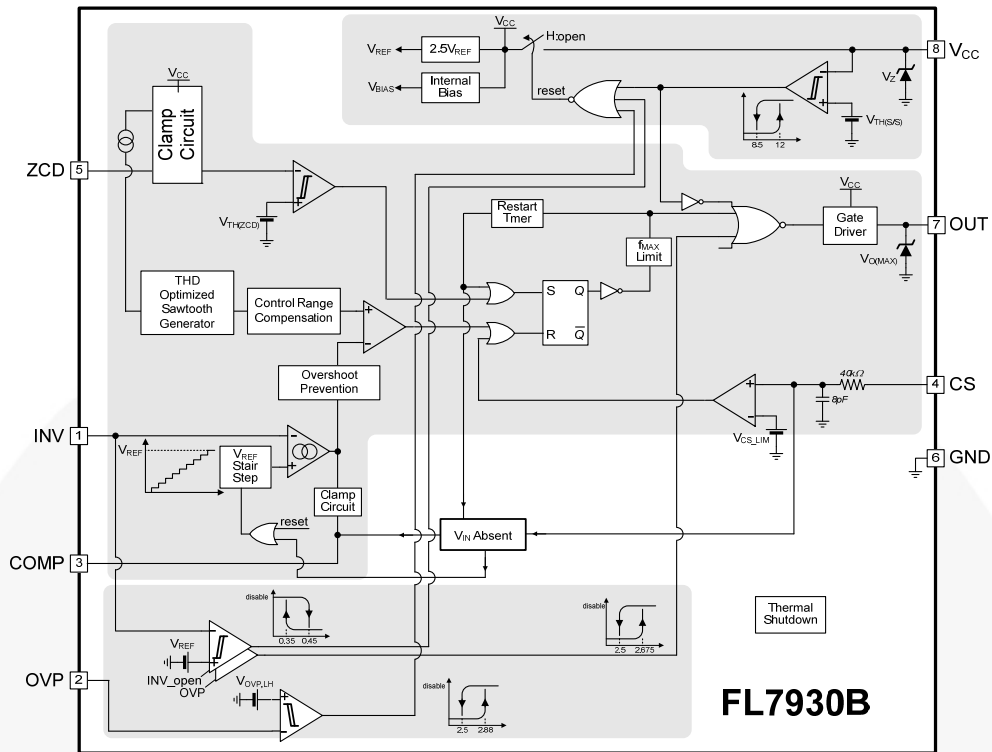 VCC
H:open
VREF
2.5VREF
8
VCC
VZ
VBIAS
Internal
Bias
reset
VTH(S/S)
8.5 12
VCC
Clamp
Circuit
ZCD
5
VTH(ZCD)
Restart
Tmer
VCC
Gate
Driver
7
OUT
VO(MAX)
fMAX
Limit
THD
Optimized
Sawtooth
Generator
Control Range
Compensation
S Q
R Q
Overshoot
Prevention
40kΩ
8pF
4
CS
VCS_LIM
INV
1
VREF
VREF
Stair
Step
6
GND
Clamp
Circuit
reset
VIN Absent
COMP
3
disable
0.35 0.45
disable
2.5 2.675
Thermal
Shutdown
VREF
INV_open
OVP
OVP
2
VOVP,LH
disable
2.5 2.88
FL7930B